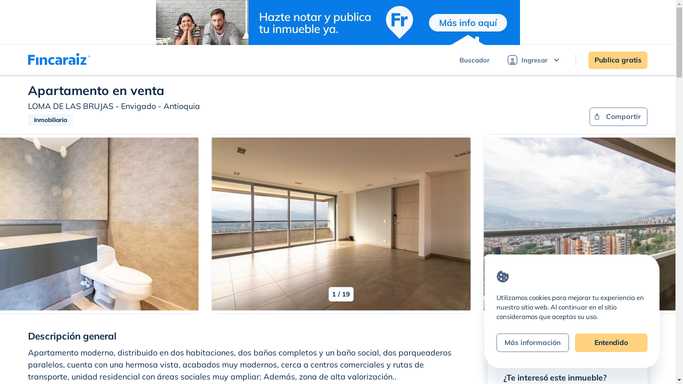 Hazte notar y publica
tu inmueble ya.
Fr
Más info aquí
Fincaraiz
Buscador
Ingresar
Publica gratis
Apartamento en venta
LOMA DE LAS BRUJAS - Envigado - Antioquia
Inmobiliaria
Compartir
1 / 19
Utilizamos cookies para mejorar tu experiencia en
nuestro sitio web. Al continuar en el sitio
consideramos que aceptas su uso.
Más información
Entendido
Descripción general
Apartamento moderno, distribuido en dos habitaciones, dos baños completos y un baño social, dos parqueaderos
paralelos, cuenta con una hermosa vista, acabados muy modernos, cerca a centros comerciales y rutas de
transporte, unidad residencial con áreas sociales muy ampliar; Además, zona de alta valorización..
¿Te interesó este inmueble?